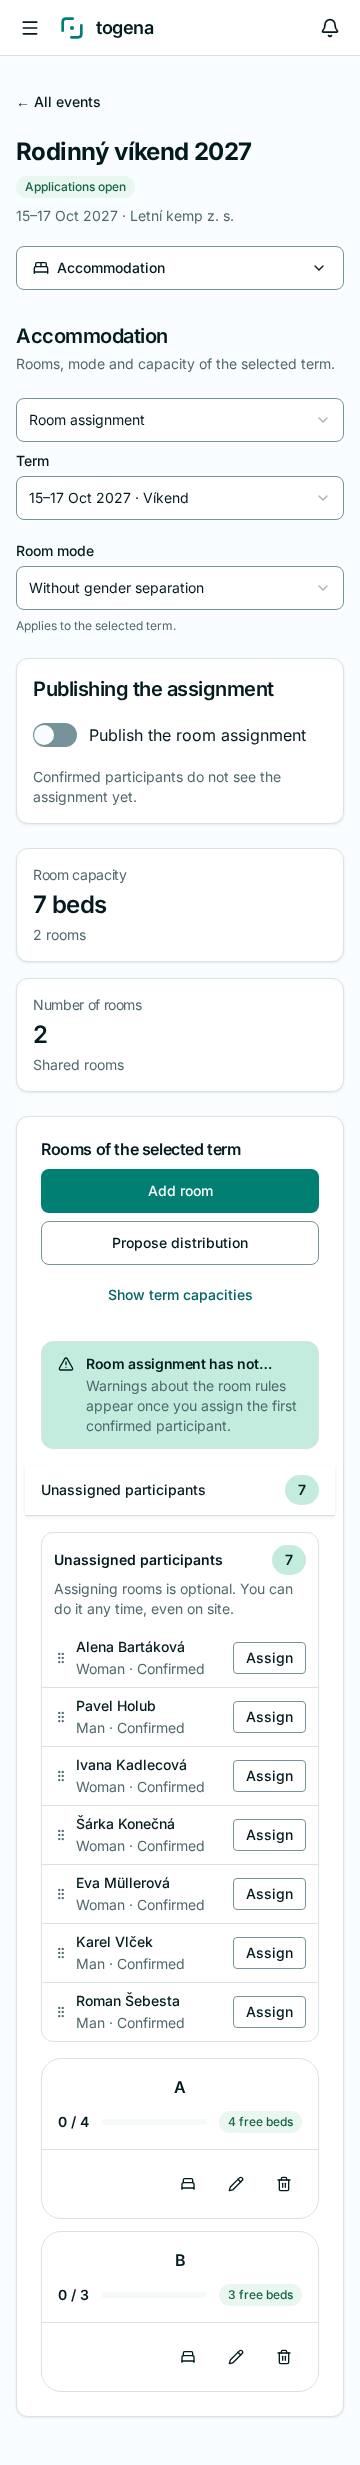 togena
← All events
Rodinný víkend 2027
Applications open
15–17 Oct 2027 · Letní kemp z. s.
Accommodation
Accommodation
Rooms, mode and capacity of the selected term.
Room assignment
Term
15–17 Oct 2027 · Víkend
Room mode
Without gender separation
Applies to the selected term.
Publishing the assignment
Publish the room assignment
Confirmed participants do not see the
assignment yet.
Room capacity
7 beds
2 rooms
Number of rooms
2
Shared rooms
Rooms of the selected term
Add room
Propose distribution
Show term capacities
Room assignment has not…
Warnings about the room rules
appear once you assign the first
confirmed participant.
Unassigned participants 7
Unassigned participants 7
Assigning rooms is optional. You can
do it any time, even on site.
Alena Bartáková
Woman · Confirmed
Assign
Pavel Holub
Man · Confirmed
Assign
Ivana Kadlecová
Woman · Confirmed
Assign
Šárka Konečná
Woman · Confirmed
Assign
Eva Müllerová
Woman · Confirmed
Assign
Karel Vlček
Man · Confirmed
Assign
Roman Šebesta
Man · Confirmed
Assign
A
0 / 4 4 free beds
B
0 / 3 3 free beds